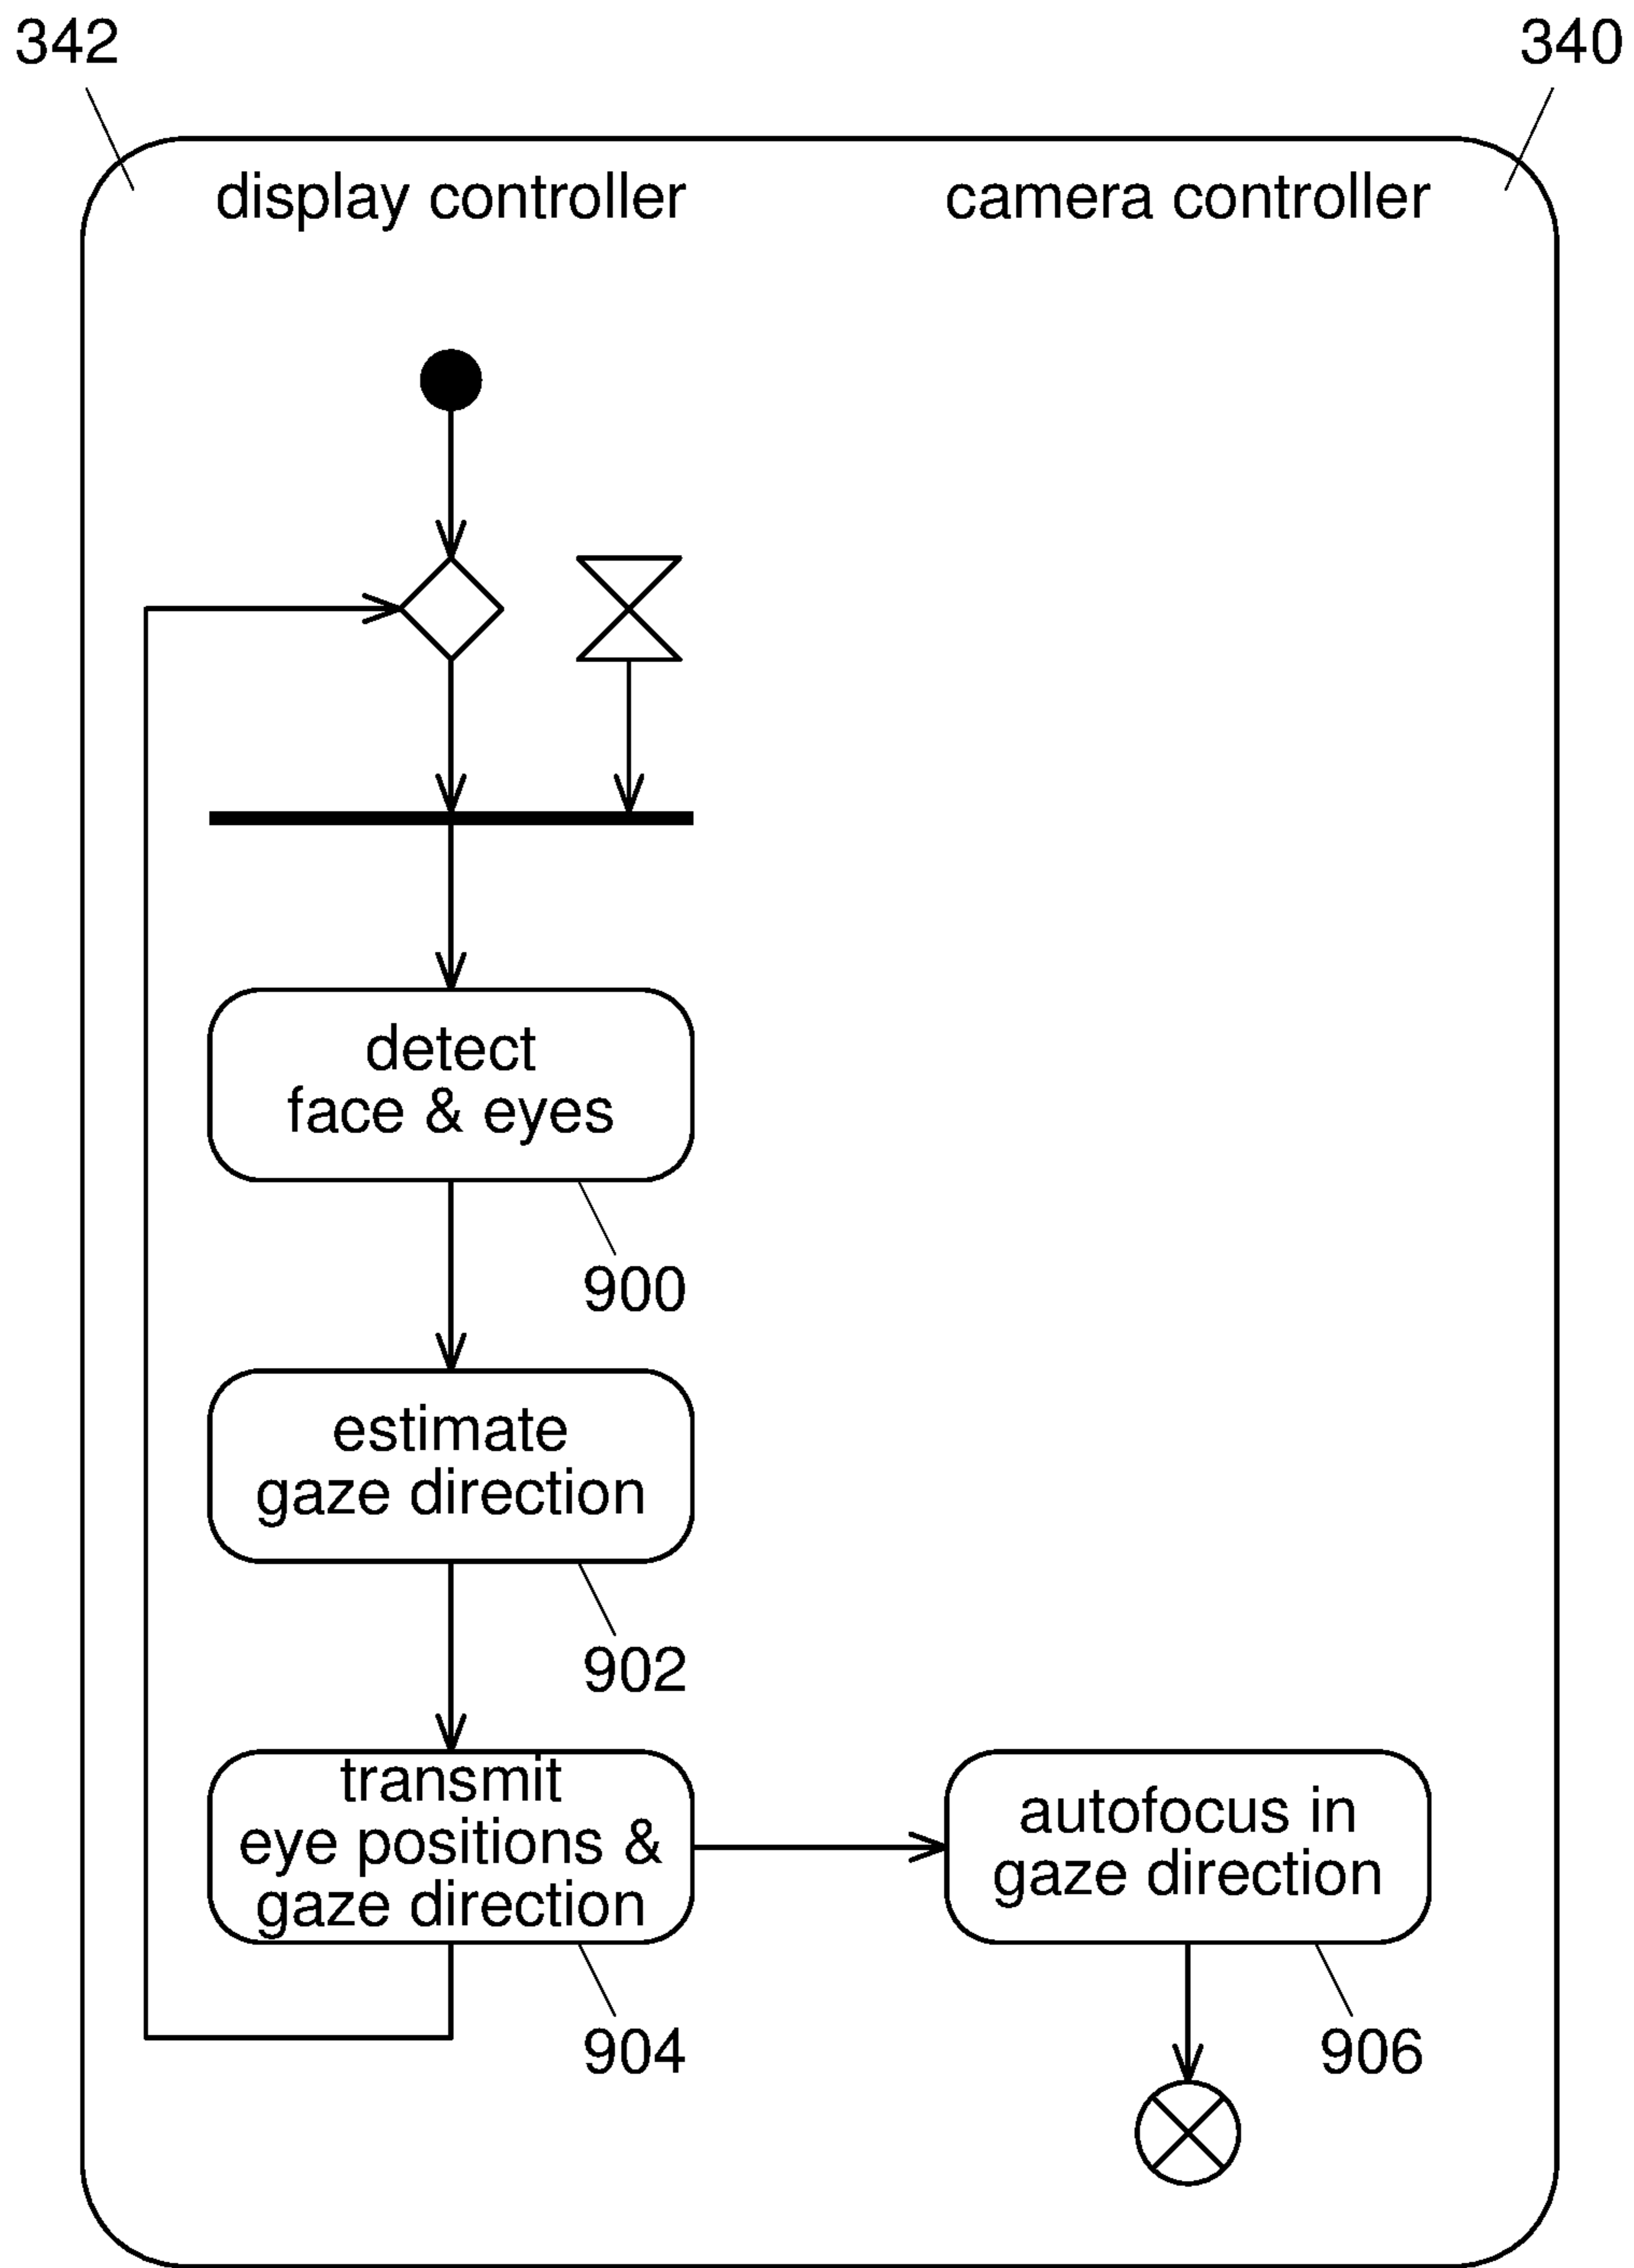 342
340
display controller
camera controller
detect
face & eyes
900
estimate
gaze direction
902
transmit
eye positions &
gaze direction
autofocus in
gaze direction
904
906